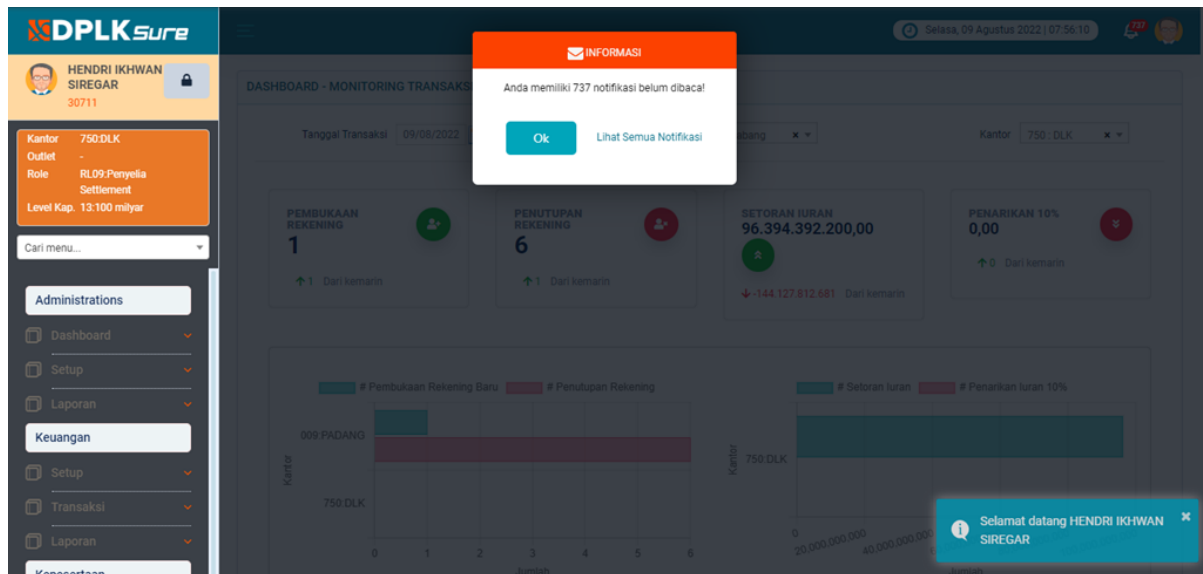 DPLKsure
HENDRI IKHWAN
SIREGAR
30711
Kantor 750:DLK
Outlet -
Role RL09:Penyelia
Settlement
Level Kap. 13:100 milyar
Cari menu...
Administrations
Dashboard
Setup
Laporan
Keuangan
Setup
Transaksi
Laporan
Kepesertaan
Selasa, 09 Agustus 2022 | 07:56:10
737
INFORMASI
Anda memiliki 737 notifikasi belum dibaca!
Ok
Lihat Semua Notifikasi
DASHBOARD - MONITORING TRANSAKSI
Tanggal Transaksi 09/08/2022
Kantor 750 : DLK
PEMBUKAAN
REKENING
1
1 Dari kemarin
PENUTUPAN
REKENING
6
1 Dari kemarin
SETORAN IURAN
96.394.392.200,00
-144.127.812.681 Dari kemarin
PENARIKAN 10%
0,00
0 Dari kemarin
# Pembukaan Rekening Baru # Penutupan Rekening
009:PADANG
Kantor
750:DLK
0 1 2 3 4 5 6
Jumlah
# Setoran Iuran # Penarikan Iuran 10%
Kantor
750:DLK
0
20,000,000,000
40,000,000,000
Jumlah
Selamat datang HENDRI IKHWAN
SIREGAR